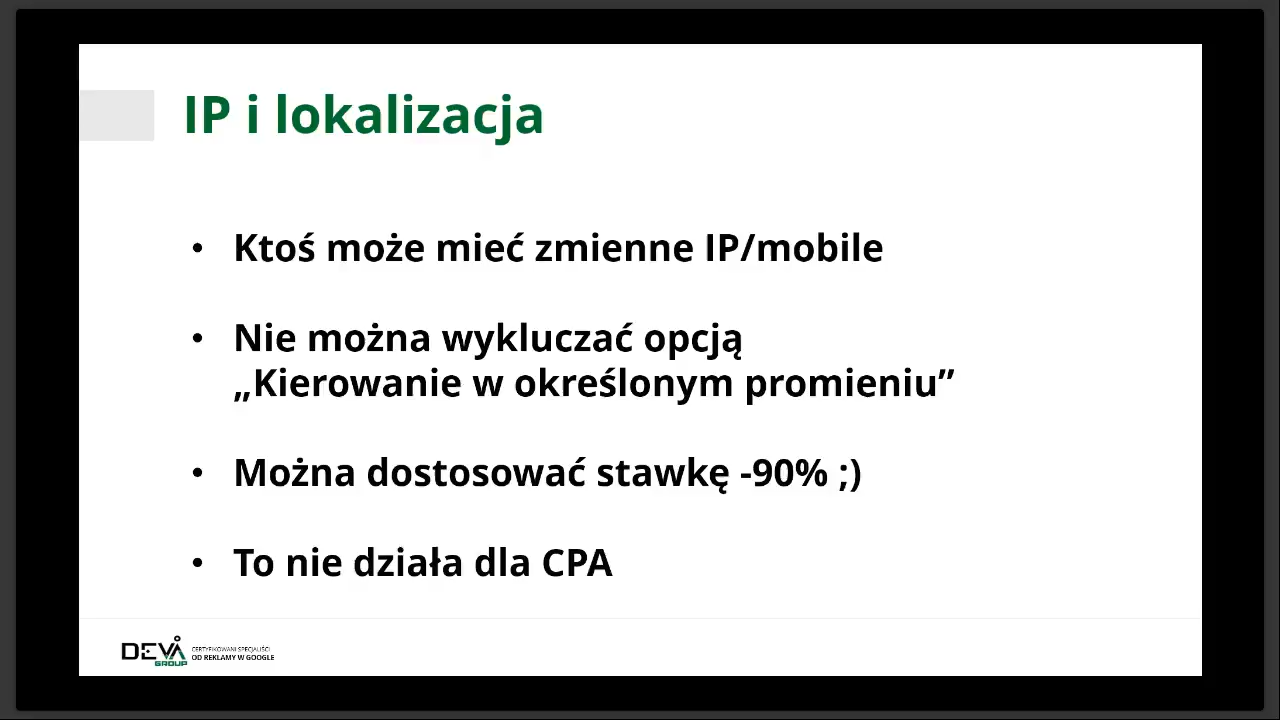 IP i lokalizacja
• Ktoś może mieć zmienne IP/mobile
• Nie można wykluczać opcją
„Kierowanie w określonym promieniu”
• Można dostosować stawkę -90% ;)
• To nie działa dla CPA
DEVA GROUP
CERTYFIKOWANI SPECJALIŚCI
OD REKLAMY W GOOGLE